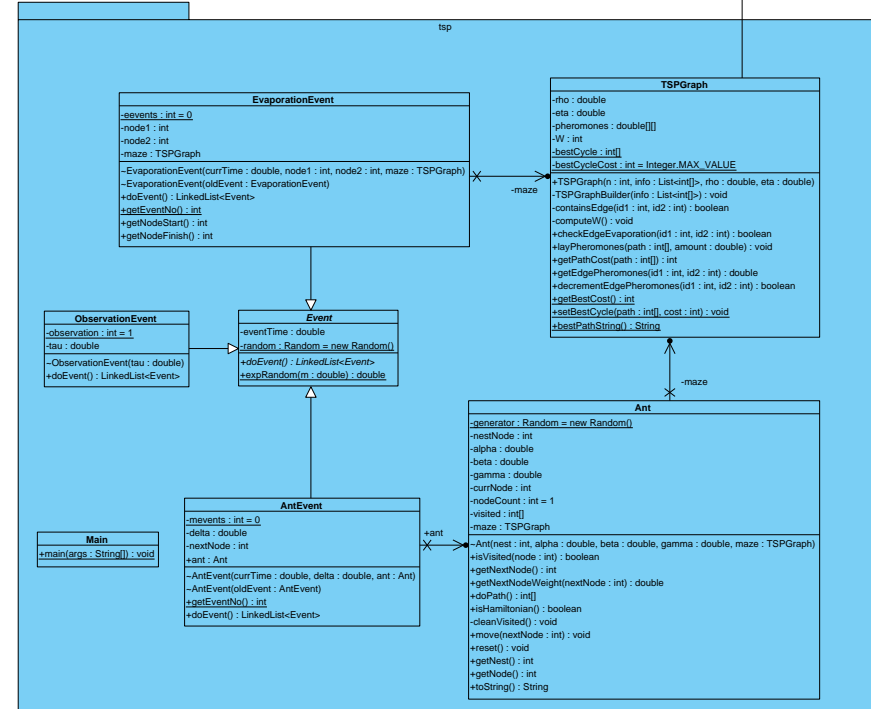 tsp
EvaporationEvent
-eevents : int = 0
-node1 : int
-node2 : int
-maze : TSPGraph
~EvaporationEvent(currTime : double, node1 : int, node2 : int, maze : TSPGraph)
~EvaporationEvent(oldEvent : EvaporationEvent)
+doEvent() : LinkedList<Event>
+getEventNo() : int
+getNodeStart() : int
+getNodeFinish() : int
-maze
TSPGraph
-rho : double
-eta : double
-pheromones : double[][]
-W : int
-bestCycle : int[]
-bestCycleCost : int = Integer.MAX_VALUE
+TSPGraph(n : int, info : List<int[]>, rho : double, eta : double)
-TSPGraphBuilder(info : List<int[]>) : void
-containsEdge(id1 : int, id2 : int) : boolean
-computeW() : void
+checkEdgeEvaporation(id1 : int, id2 : int) : boolean
+layPheromones(path : int[], amount : double) : void
+getPathCost(path : int[]) : int
+getEdgePheromones(id1 : int, id2 : int) : double
+decrementEdgePheromones(id1 : int, id2 : int) : boolean
+getBestCost() : int
+setBestCycle(path : int[], cost : int) : void
+bestPathString() : String
ObservationEvent
-observation : int = 1
-tau : double
~ObservationEvent(tau : double)
+doEvent() : LinkedList<Event>
Event
-eventTime : double
-random : Random = new Random()
+doEvent() : LinkedList<Event>
+expRandom(m : double) : double
-maze
Ant
-generator : Random = new Random()
-nestNode : int
-alpha : double
-beta : double
-gamma : double
-currNode : int
-nodeCount : int = 1
-visited : int[]
-maze : TSPGraph
~Ant(nest : int, alpha : double, beta : double, gamma : double, maze : TSPGraph)
+isVisited(node : int) : boolean
+getNextNode() : int
+getNextNodeWeight(nextNode : int) : double
+doPath() : int[]
+isHamiltonian() : boolean
-cleanVisited() : void
+move(nextNode : int) : void
+reset() : void
+getNest() : int
+getNode() : int
+toString() : String
AntEvent
-mevents : int = 0
-delta : double
-nextNode : int
+ant : Ant
~AntEvent(currTime : double, delta : double, ant : Ant)
~AntEvent(oldEvent : AntEvent)
+getEventNo() : int
+doEvent() : LinkedList<Event>
+ant
Main
+main(args : String[]) : void